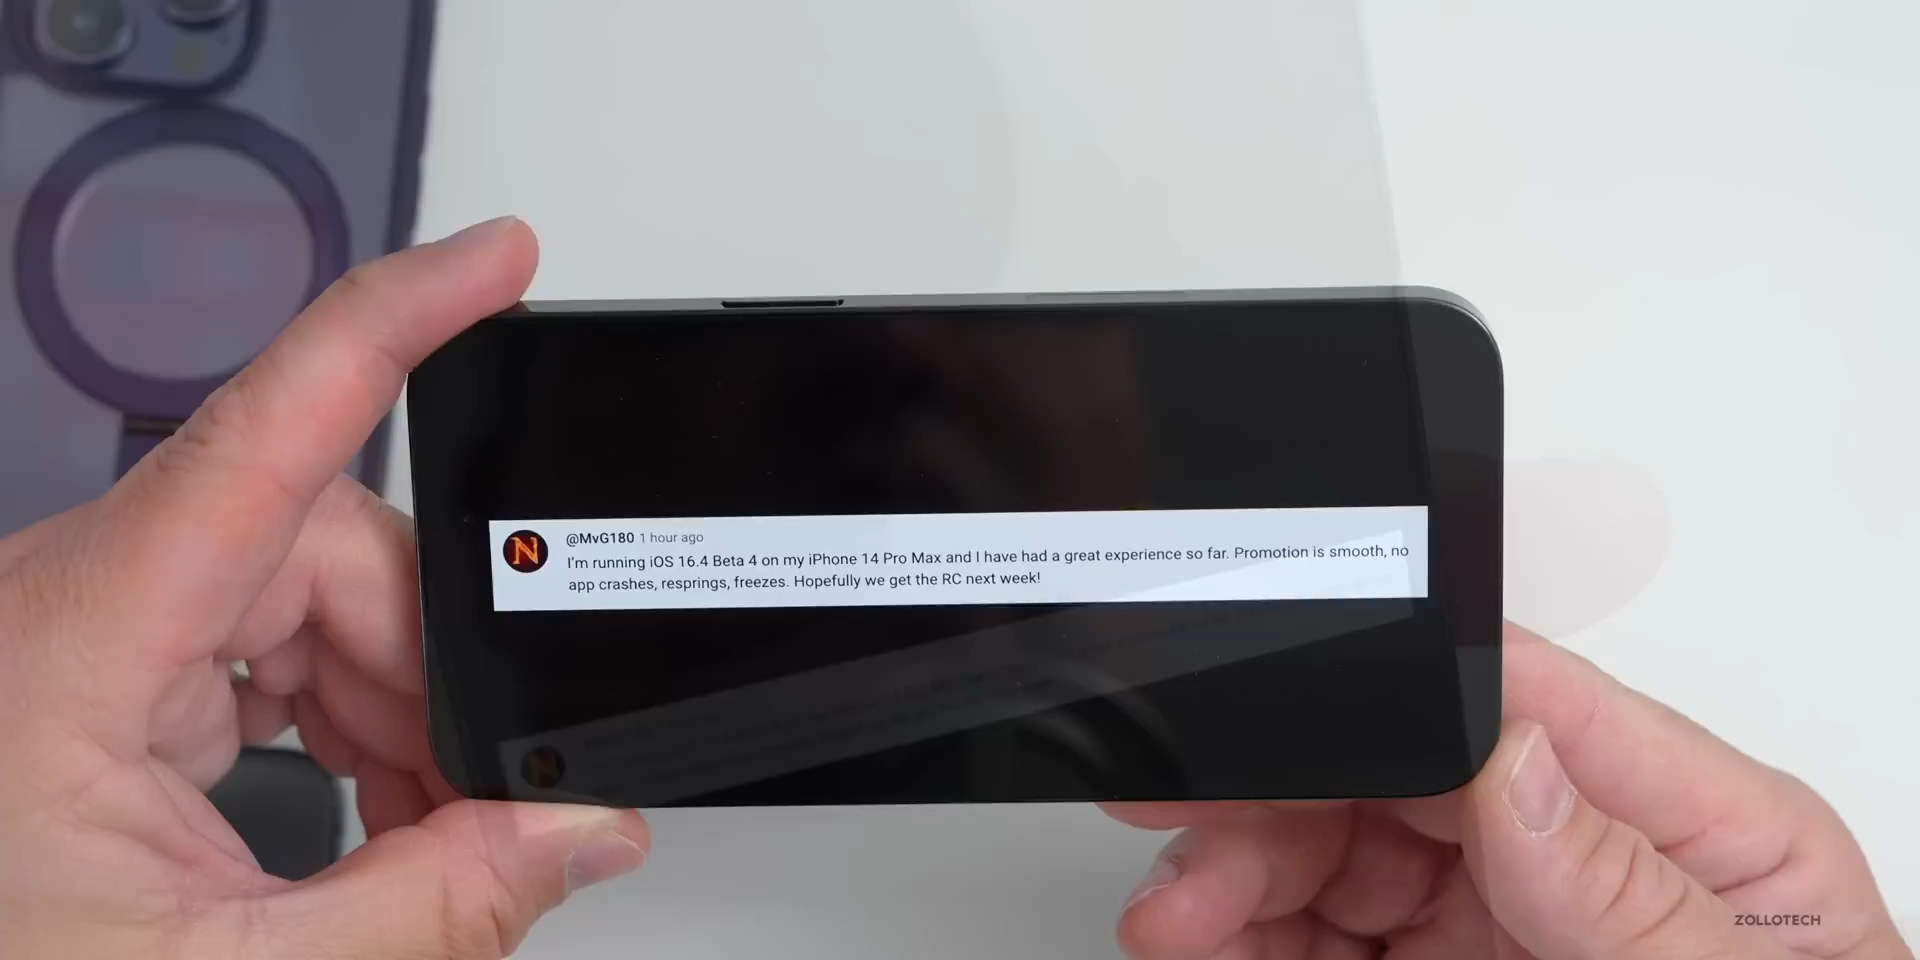 @MvG180 1 hour ago
I'm running iOS 16.4 Beta 4 on my iPhone 14 Pro Max and I have had a great experience so far. Promotion is smooth, no
app crashes, resprings, freezes. Hopefully we get the RC next week!
ZOLLOTECH